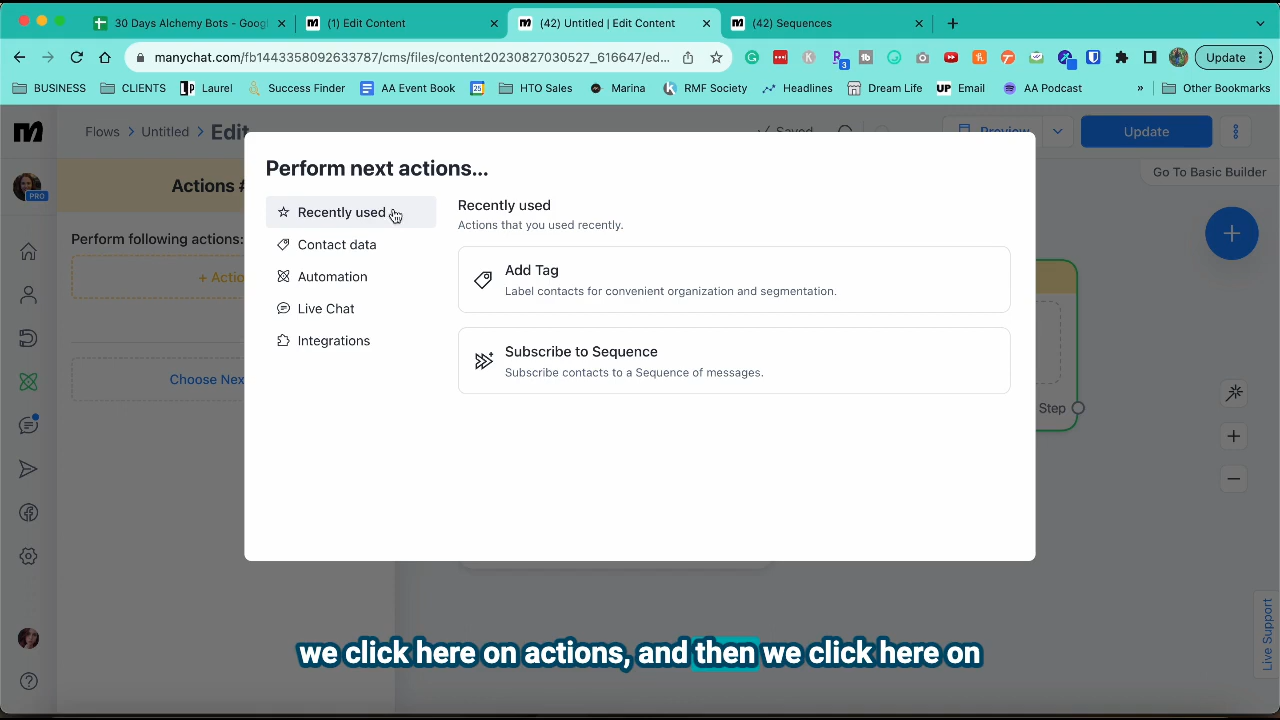 30 Days Alchemy Bots - Goog
(1) Edit Content
(42) Untitled | Edit Content
(42) Sequences
manychat.com/fb1443358092633787/cms/files/content20230827030527_616647/ed...
3
Update
BUSINESS
CLIENTS
Laurel
Success Finder
AA Event Book
HTO Sales
Marina
RMF Society
Headlines
Dream Life
UP
Email
AA Podcast
»
Other Bookmarks
Flows > Untitled > Edit
Saved
Preview
Update
Go To Basic Builder
PRO
Actions #
Perform following actions:
+ Actio
Choose Nex
Perform next actions...
Recently used
Contact data
Automation
Live Chat
Integrations
Recently used
Actions that you used recently.
Add Tag
Label contacts for convenient organization and segmentation.
Subscribe to Sequence
Subscribe contacts to a Sequence of messages.
Step
Live Support
we click here on actions, and then we click here on